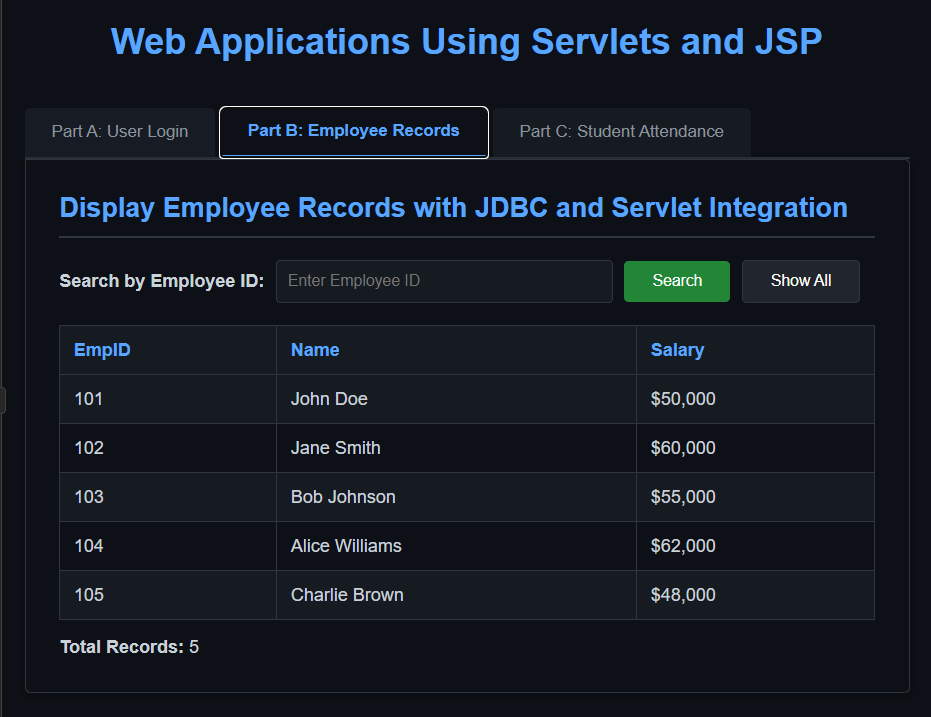 Web Applications Using Servlets and JSP
Part A: User Login Part B: Employee Records Part C: Student Attendance
Display Employee Records with JDBC and Servlet Integration
Search by Employee ID: Enter Employee ID Search Show All
EmpID Name Salary
101 John Doe $50,000
102 Jane Smith $60,000
103 Bob Johnson $55,000
104 Alice Williams $62,000
105 Charlie Brown $48,000
Total Records: 5